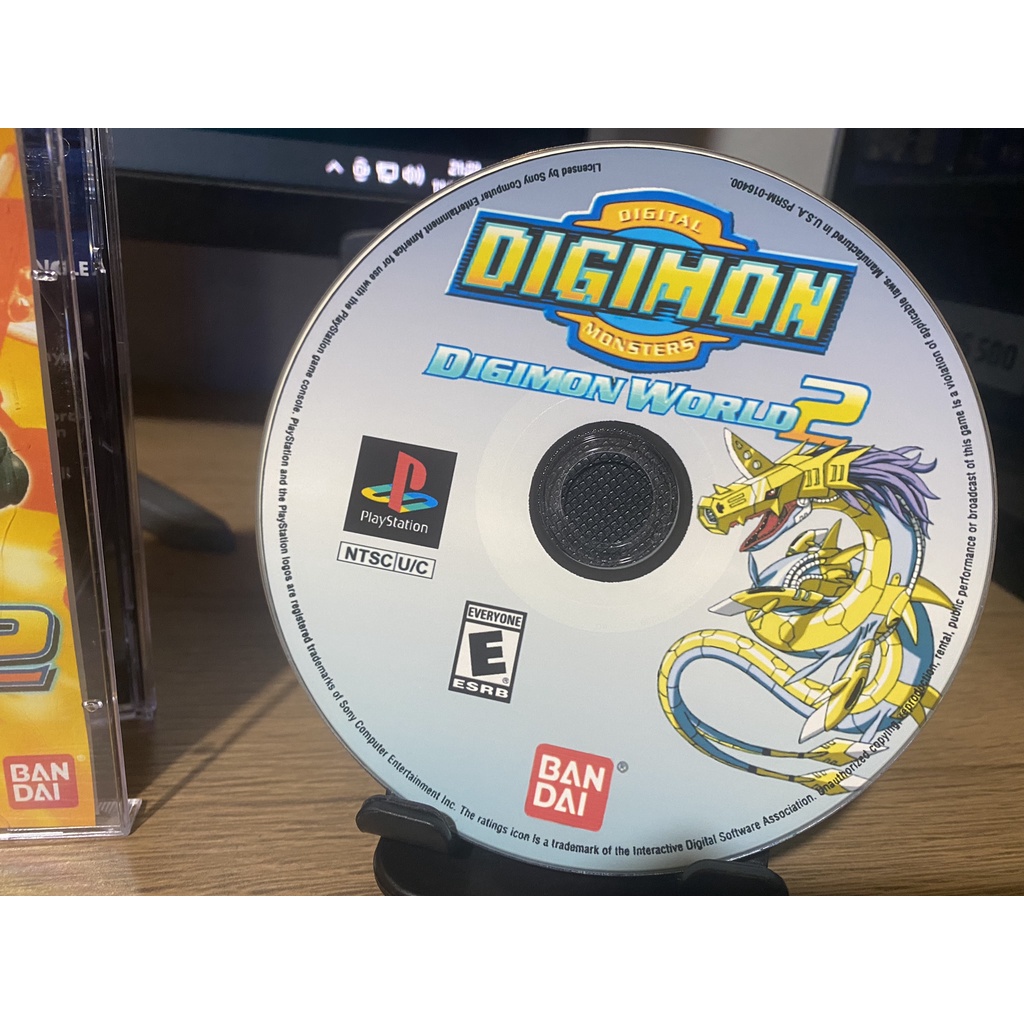 DIGITAL
DIGIMON
MONSTERS
DIGIMON WORLD 2
PlayStation
NTSC U/C
EVERYONE
E
ESRB
®
BAN
DAI
®
Licensed by Sony Computer Entertainment America for use with the PlayStation game console. PlayStation and the PlayStation logos are registered trademarks of Sony Computer Entertainment Inc. The ratings icon is a trademark of the Interactive Digital Software Association. Unauthorized copying, reproduction, rental, public performance or broadcast of this game is a violation of applicable laws. Manufactured in U.S.A. PSRM-016400.
2
BAN
DAI
®